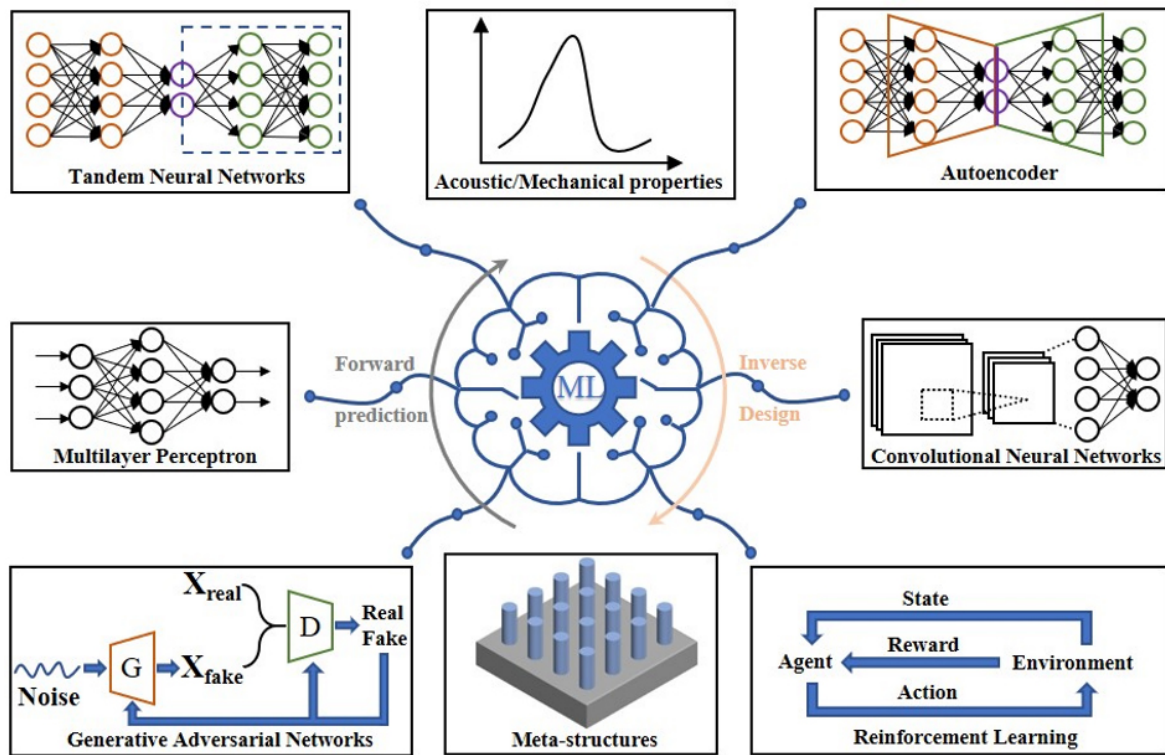 Tandem Neural Networks
Acoustic/Mechanical properties
Autoencoder
Multilayer Perceptron
Forward
prediction
ML
Inverse
Design
Convolutional Neural Networks
Noise
G
Xreal
Xfake
D
Real
Fake
Generative Adversarial Networks
Meta-structures
State
Agent
Reward
Environment
Action
Reinforcement Learning